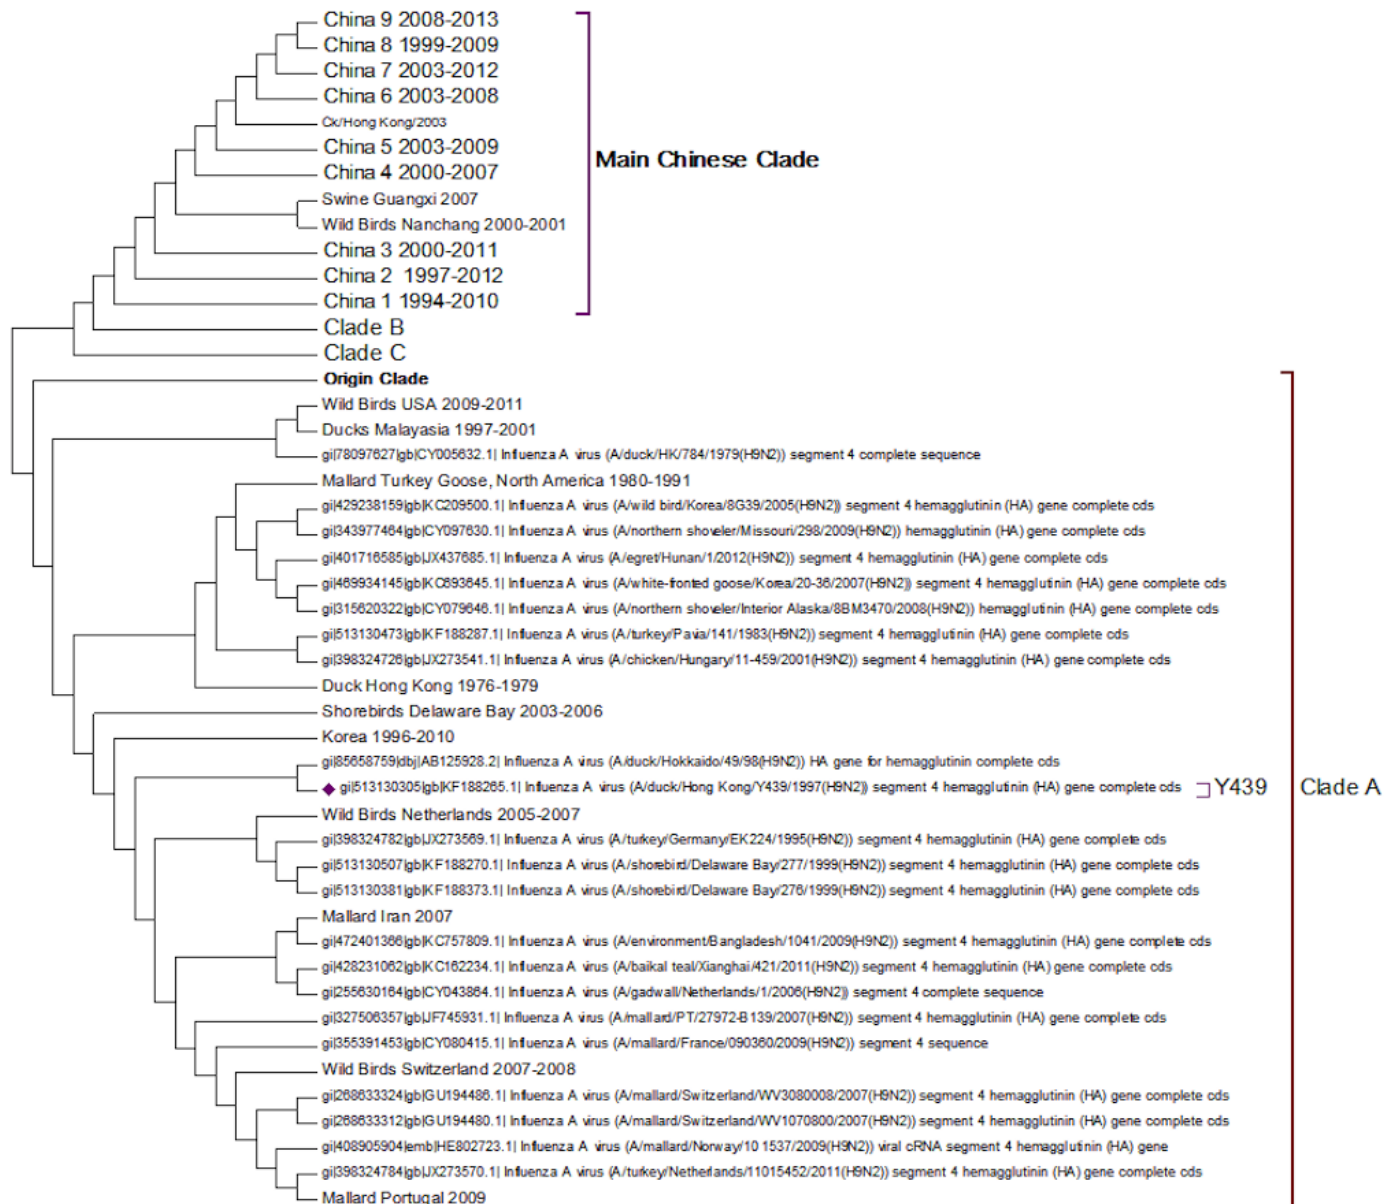 China 9 2008-2013
China 8 1999-2009
China 7 2003-2012
China 6 2003-2008
Ck/Hong Kong/2003
China 5 2003-2009
Main Chinese Clade
China 4 2000-2007
Swine Guangxi 2007
Wild Birds Nanchang 2000-2001
China 3 2000-2011
China 2 1997-2012
China 1 1994-2010
Clade B
Clade C
Origin Clade
Wild Birds USA 2009-2011
Ducks Malayasia 1997-2001
gi|78097627|gb|CY005632.1| Influenza A virus (A/duck/HK/784/1979(H9N2)) segment 4 complete sequence
Mallard Turkey Goose, North America 1980-1991
gi|429238159|gb|KC209500.1| Influenza A virus (A/wild bird/Korea/8G39/2005(H9N2)) segment 4 hemagglutinin (HA) gene complete cds
gi|343977464|gb|CY097630.1| Influenza A virus (A/northern shoveler/Missouri/298/2009(H9N2)) hemagglutinin (HA) gene complete cds
gi|401716585|gb|JX437685.1| Influenza A virus (A/egret/Hunan/1/2012(H9N2)) segment 4 hemagglutinin (HA) gene complete cds
gi|469934145|gb|KC693645.1| Influenza A virus (A/white-fronted goose/Korea/20-36/2007(H9N2)) segment 4 hemagglutinin (HA) gene complete cds
gi|315620322|gb|CY079646.1| Influenza A virus (A/northern shoveler/Interior Alaska/8BM3470/2008(H9N2)) hemagglutinin (HA) gene complete cds
gi|513130473|gb|KF188287.1| Influenza A virus (A/turkey/Pavia/141/1983(H9N2)) segment 4 hemagglutinin (HA) gene complete cds
gi|398324726|gb|JX273541.1| Influenza A virus (A/chicken/Hungary/11-459/2001(H9N2)) segment 4 hemagglutinin (HA) gene complete cds
Duck Hong Kong 1976-1979
Shorebirds Delaware Bay 2003-2006
Korea 1996-2010
gi|85658759|dbj|AB125928.2| Influenza A virus (A/duck/Hokkaido/49/98(H9N2)) HA gene for hemagglutinin complete cds
gi|513130305|gb|KF188265.1| Influenza A virus (A/duck/Hong Kong/Y439/1997(H9N2)) segment 4 hemagglutinin (HA) gene complete cds Y439
Clade A
Wild Birds Netherlands 2005-2007
gi|398324782|gb|JX273569.1| Influenza A virus (A/turkey/Germany/EK224/1995(H9N2)) segment 4 hemagglutinin (HA) gene complete cds
gi|513130507|gb|KF188270.1| Influenza A virus (A/shorebird/Delaware Bay/277/1999(H9N2)) segment 4 hemagglutinin (HA) gene complete cds
gi|513130381|gb|KF188373.1| Influenza A virus (A/shorebird/Delaware Bay/276/1999(H9N2)) segment 4 hemagglutinin (HA) gene complete cds
Mallard Iran 2007
gi|472401366|gb|KC757809.1| Influenza A virus (A/environment/Bangladesh/1041/2009(H9N2)) segment 4 hemagglutinin (HA) gene complete cds
gi|428231062|gb|KC162234.1| Influenza A virus (A/baikal teal/Xianghai/421/2011(H9N2)) segment 4 hemagglutinin (HA) gene complete cds
gi|255630164|gb|CY043864.1| Influenza A virus (A/gadwall/Netherlands/1/2006(H9N2)) segment 4 complete sequence
gi|327506357|gb|JF745931.1| Influenza A virus (A/mallard/PT/27972-B139/2007(H9N2)) segment 4 hemagglutinin (HA) gene complete cds
gi|355391453|gb|CY080415.1| Influenza A virus (A/mallard/France/090360/2009(H9N2)) segment 4 sequence
Wild Birds Switzerland 2007-2008
gi|268633324|gb|GU194486.1| Influenza A virus (A/mallard/Switzerland/WV3080008/2007(H9N2)) segment 4 hemagglutinin (HA) gene complete cds
gi|268633312|gb|GU194480.1| Influenza A virus (A/mallard/Switzerland/WV1070800/2007(H9N2)) segment 4 hemagglutinin (HA) gene complete cds
gi|408905904|emb|HE802723.1| Influenza A virus (A/mallard/Norway/10 1537/2009(H9N2)) viral cRNA segment 4 hemagglutinin (HA) gene
gi|398324784|gb|JX273570.1| Influenza A virus (A/turkey/Netherlands/11015452/2011(H9N2)) segment 4 hemagglutinin (HA) gene complete cds
Mallard Portugal 2009